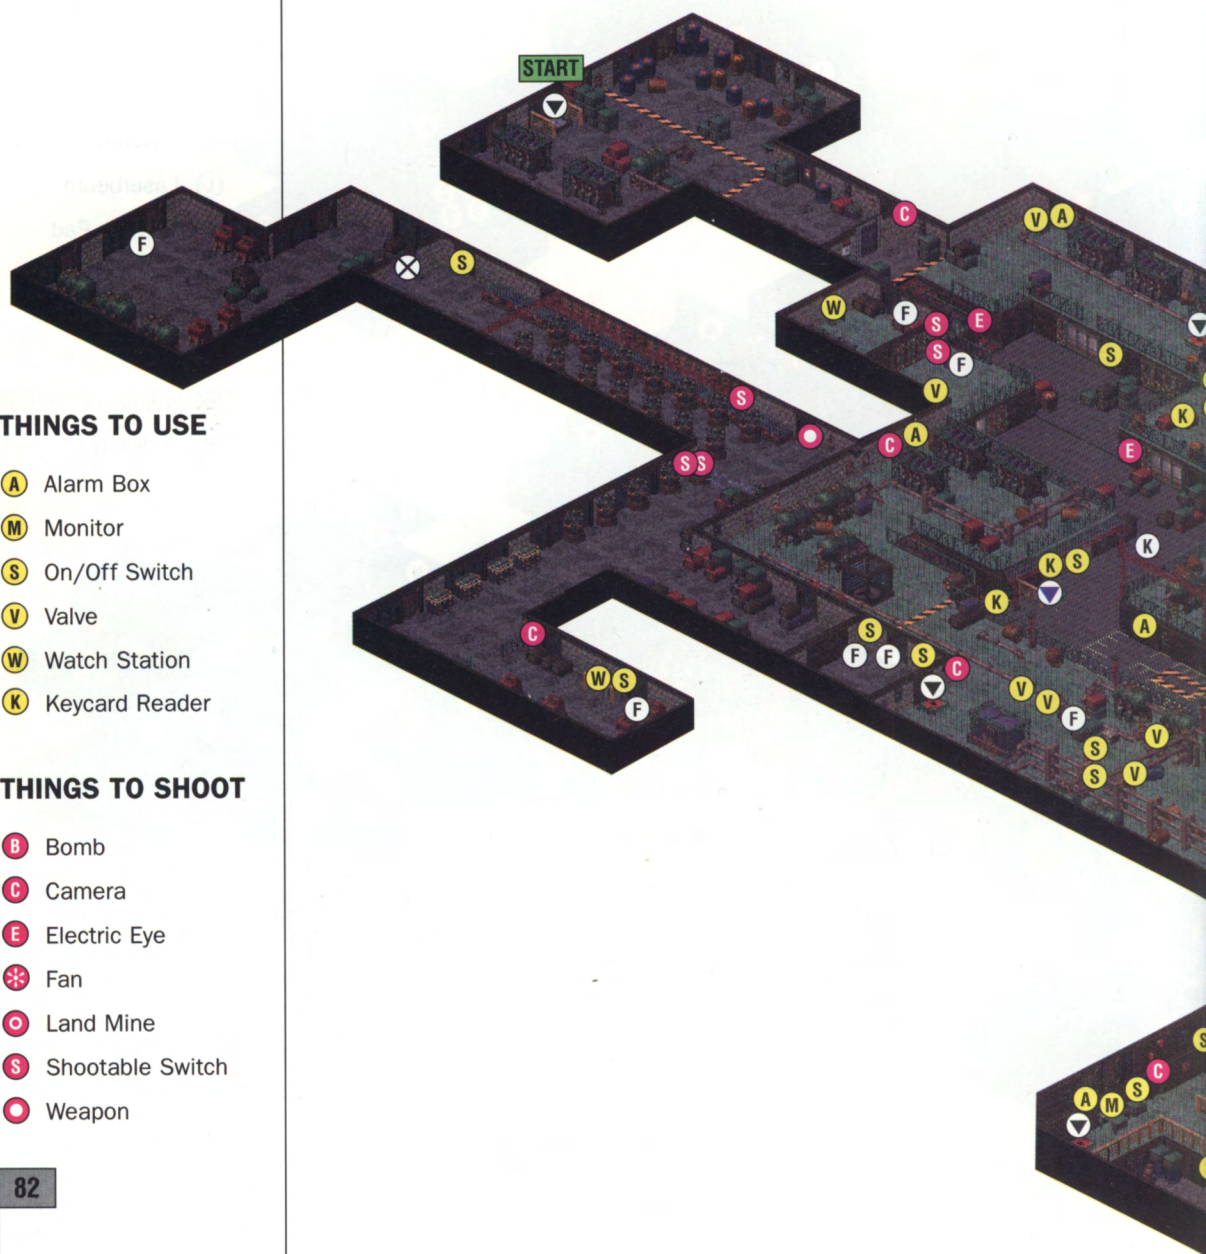 START
THINGS TO USE
A Alarm Box
M Monitor
S On/Off Switch
V Valve
W Watch Station
K Keycard Reader
THINGS TO SHOOT
B Bomb
C Camera
E Electric Eye
Fan
Land Mine
S Shootable Switch
Weapon
82
F
S
C
V A
W
F
S
E
S
F
V
S
K
S
S S
C A
E
K
K S
K
A
C
S
F F
S
C
W S
F
V
V
F
V
S
S
V
S
C
S
A M